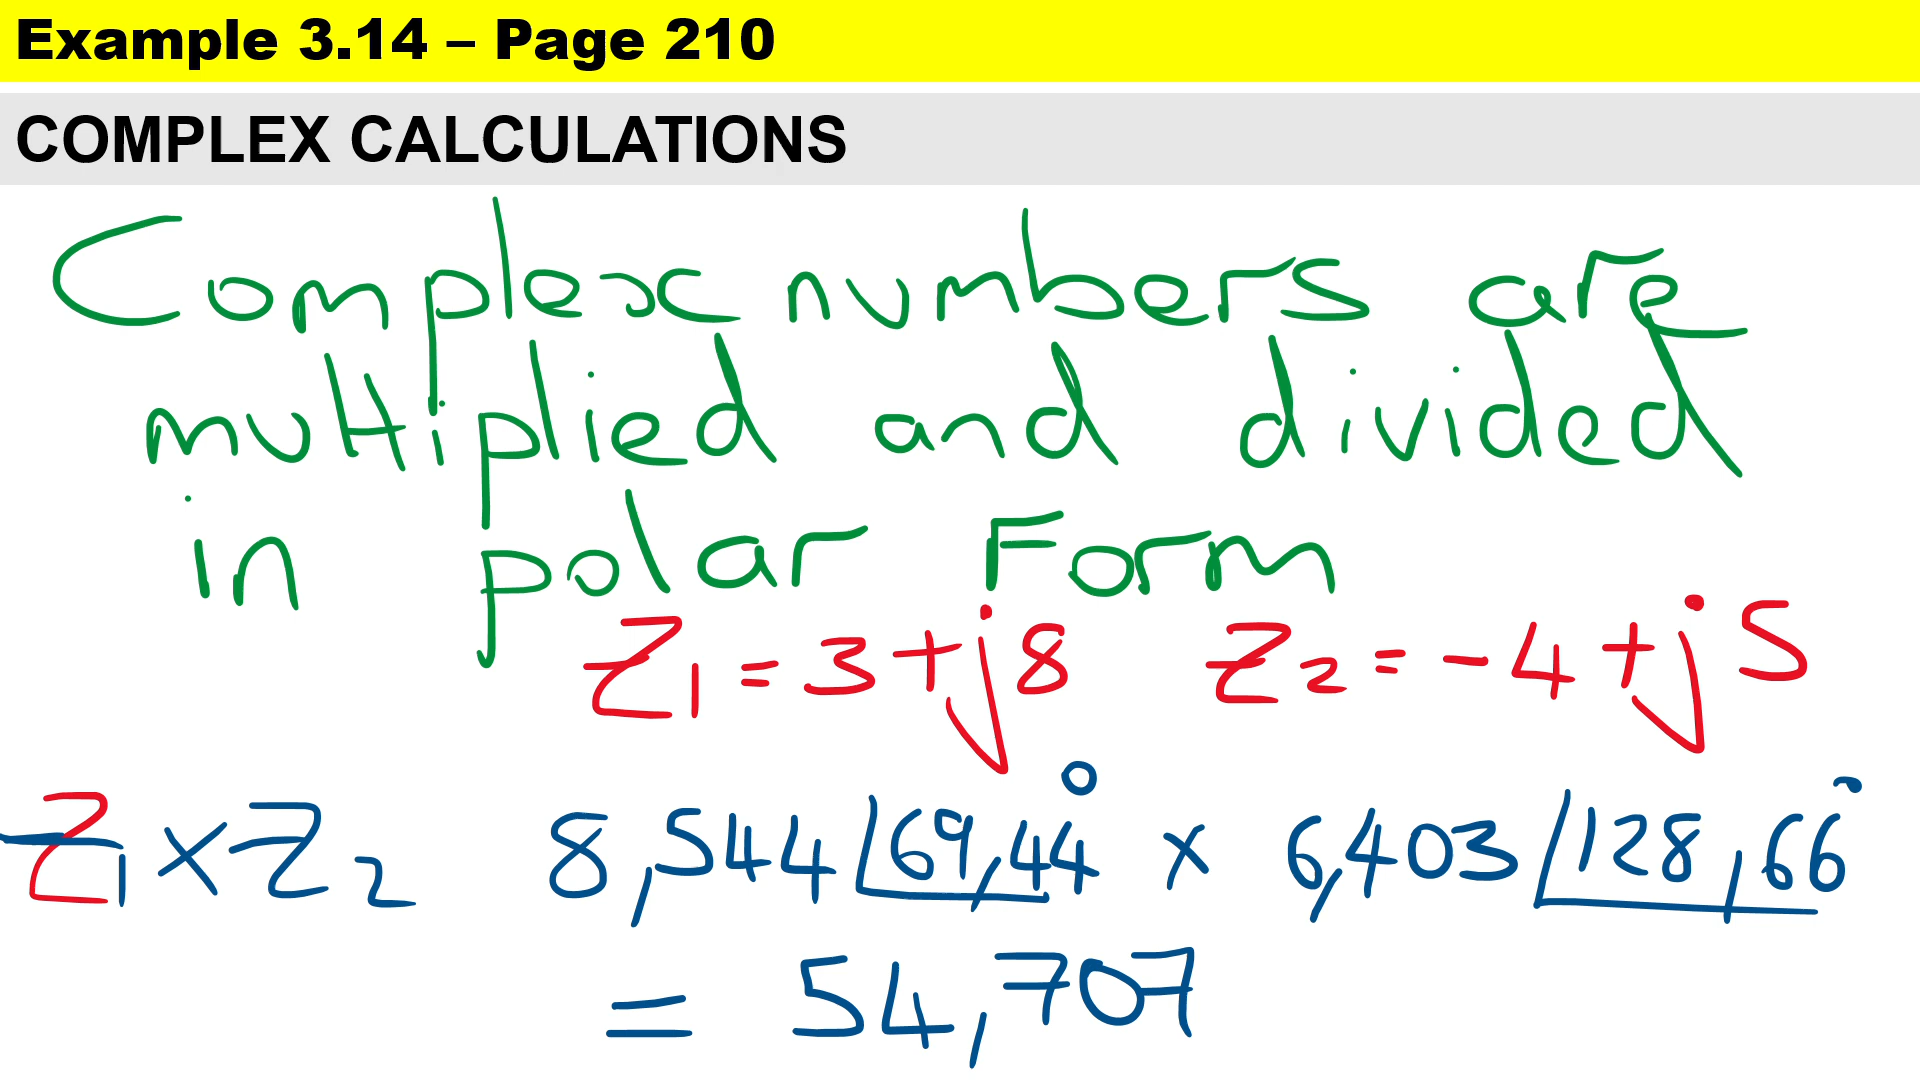 Example 3.14 – Page 210
COMPLEX CALCULATIONS
Complex numbers are
multiplied and divided
in polar Form
Z₁ = 3 + j8 Z₂ = -4 + j5
Z₁ × Z₂ 8,544∠69,44° × 6,403∠128,66°
= 54,707